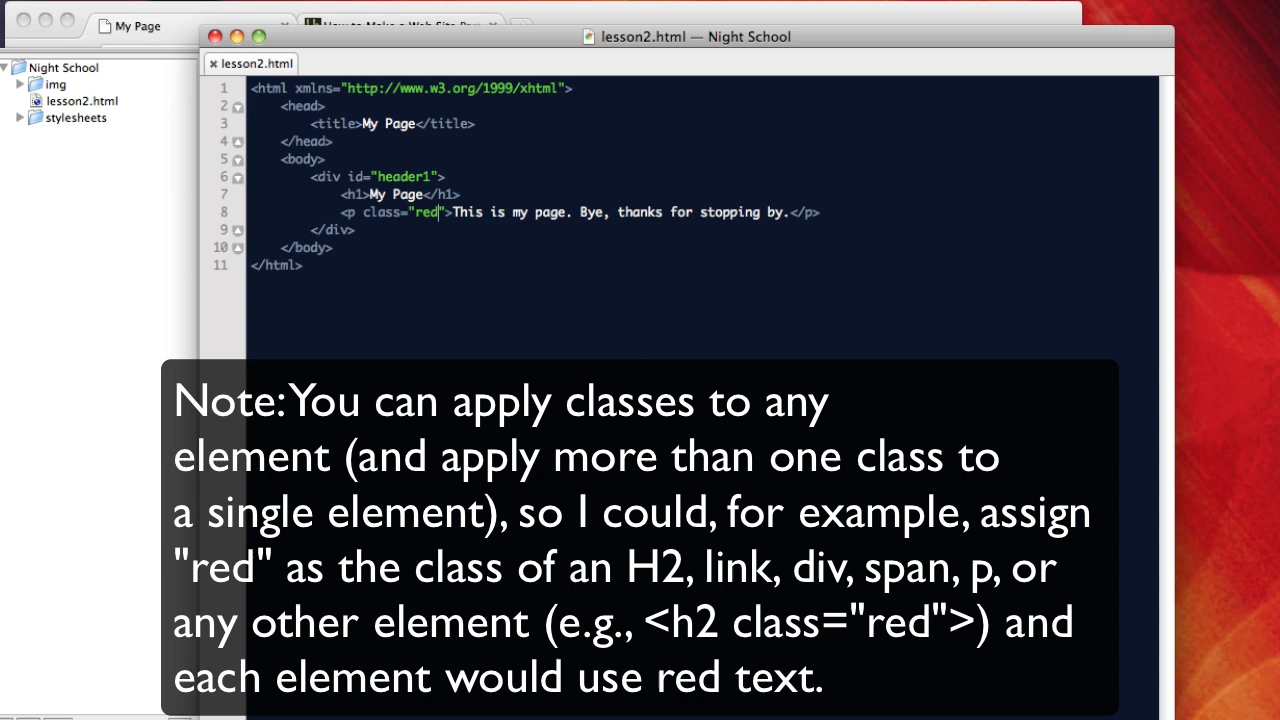 My Page
How to Make a Web Site
lesson2.html — Night School
lesson2.html
Night School
img
lesson2.html
stylesheets
1 <html xmlns="http://www.w3.org/1999/xhtml">
2 <head>
3 <title>My Page</title>
4 </head>
5 <body>
6 <div id="header1">
7 <h1>My Page</h1>
8 <p class="red">This is my page. Bye, thanks for stopping by.</p>
9 </div>
10 </body>
11 </html>
Note: You can apply classes to any
element (and apply more than one class to
a single element), so I could, for example, assign
"red" as the class of an H2, link, div, span, p, or
any other element (e.g., <h2 class="red">) and
each element would use red text.